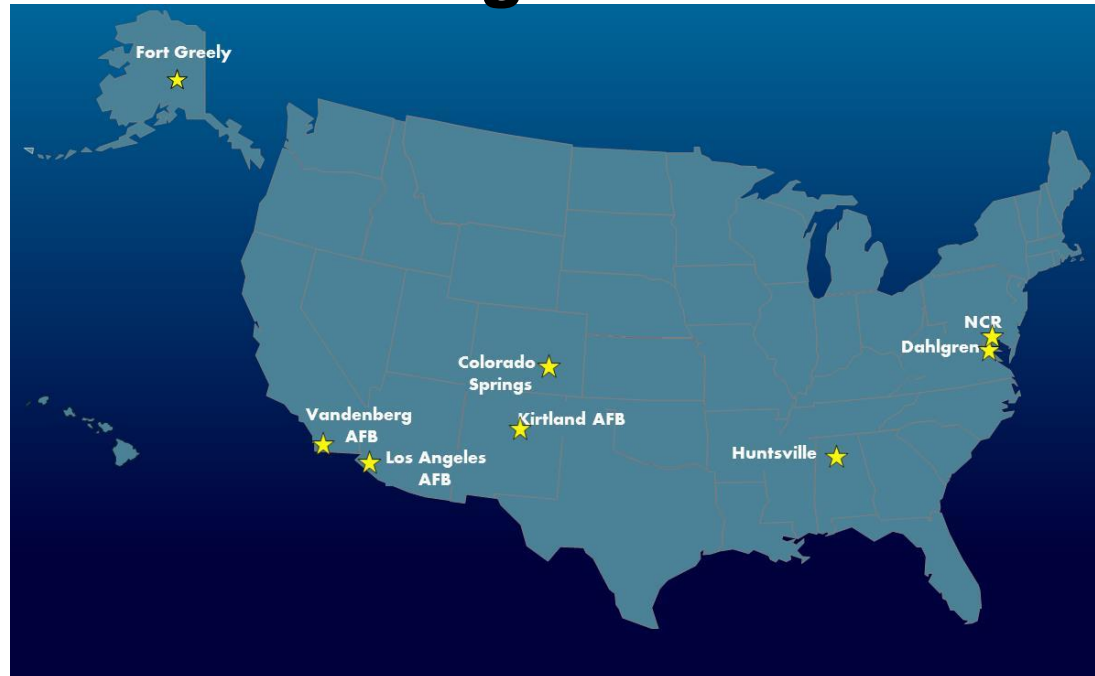 Fort Greely
NCR
Dahlgren
Colorado
Springs
Kirtland AFB
Vandenberg
AFB
Los Angeles
AFB
Huntsville